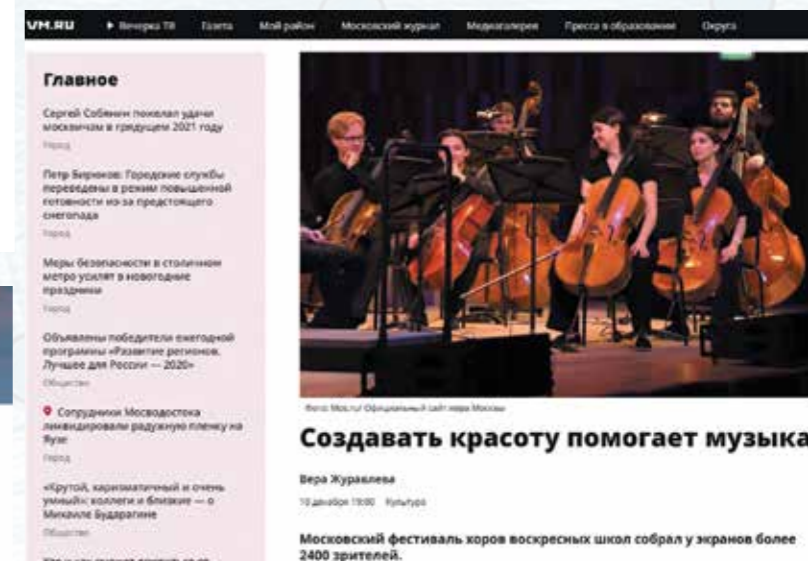 VM.RU
Вечерка ТВ Газета Мой район Московский журнал Медиагалерея Пресса в образовании Округа
Главное
Сергей Собянин пожелал удачи
москвичам в грядущем 2021 году
Город
Петр Бирюков: Городские службы
переведены в режим повышенной
готовности из-за предстоящего
снегопада
Город
Меры безопасности в столичном
метро усилят в новогодние
праздники
Город
Объявлены победители ежегодной
программы «Развитие регионов.
Лучшее для России — 2020»
Общество
Сотрудники Мосводостока
ликвидировали радужную пленку на
Яузе
Город
«Крутой, харизматичный и очень
умный»: коллеги и близкие — о
Михаиле Бударагине
Общество
Фото: Mos.ru/ Официальный сайт мэра Москвы
Создавать красоту помогает музыка
Вера Журавлева
10 декабря 19:00 Культура
Московский фестиваль хоров воскресных школ собрал у экранов более
2400 зрителей.